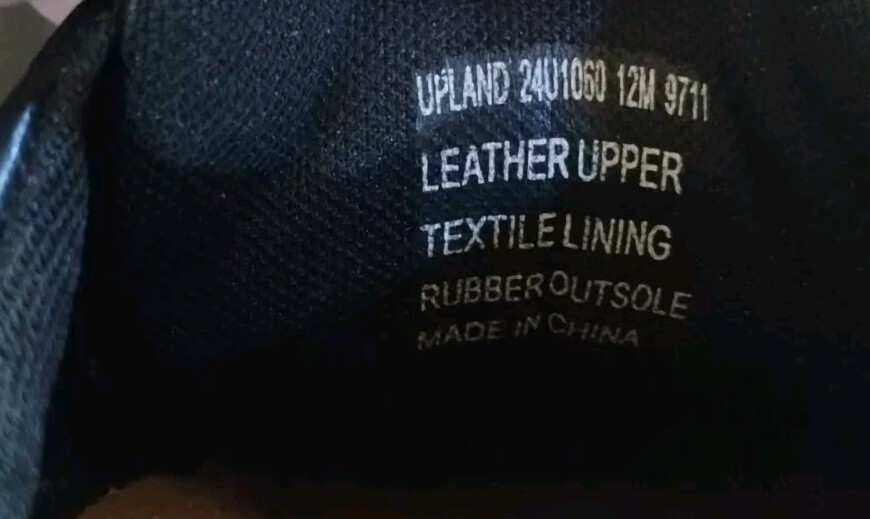 UPLAND 24U1060 12M 9711
LEATHER UPPER
TEXTILE LINING
RUBBER OUTSOLE
MADE IN CHINA